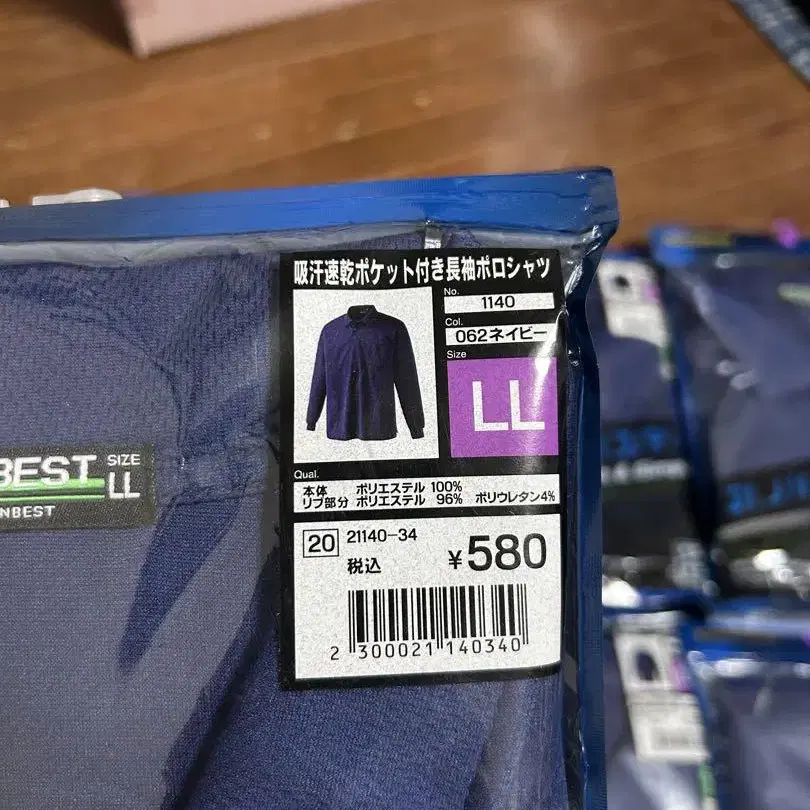 吸汗速乾ポケット付き長袖ポロシャツ
No.
1140
Col.
062ネイビー
Size
LL
Qual.
本体 ポリエステル 100%
リブ部分 ポリエステル 96% ポリウレタン4%
20 21140-34
税込 ¥580
2 300021 140340
BEST SIZE
LL
NBEST